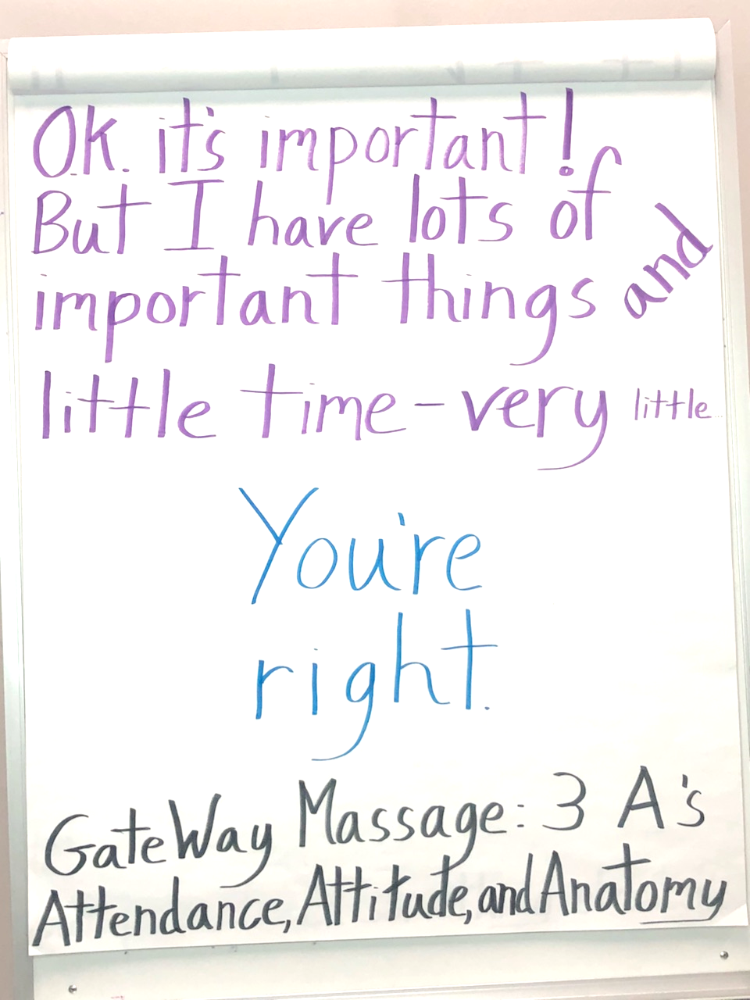 O.K. it's important!
But I have lots of
important things and
little time - very little...
You're
right.
GateWay Massage: 3 A's
Attendance, Attitude, and Anatomy